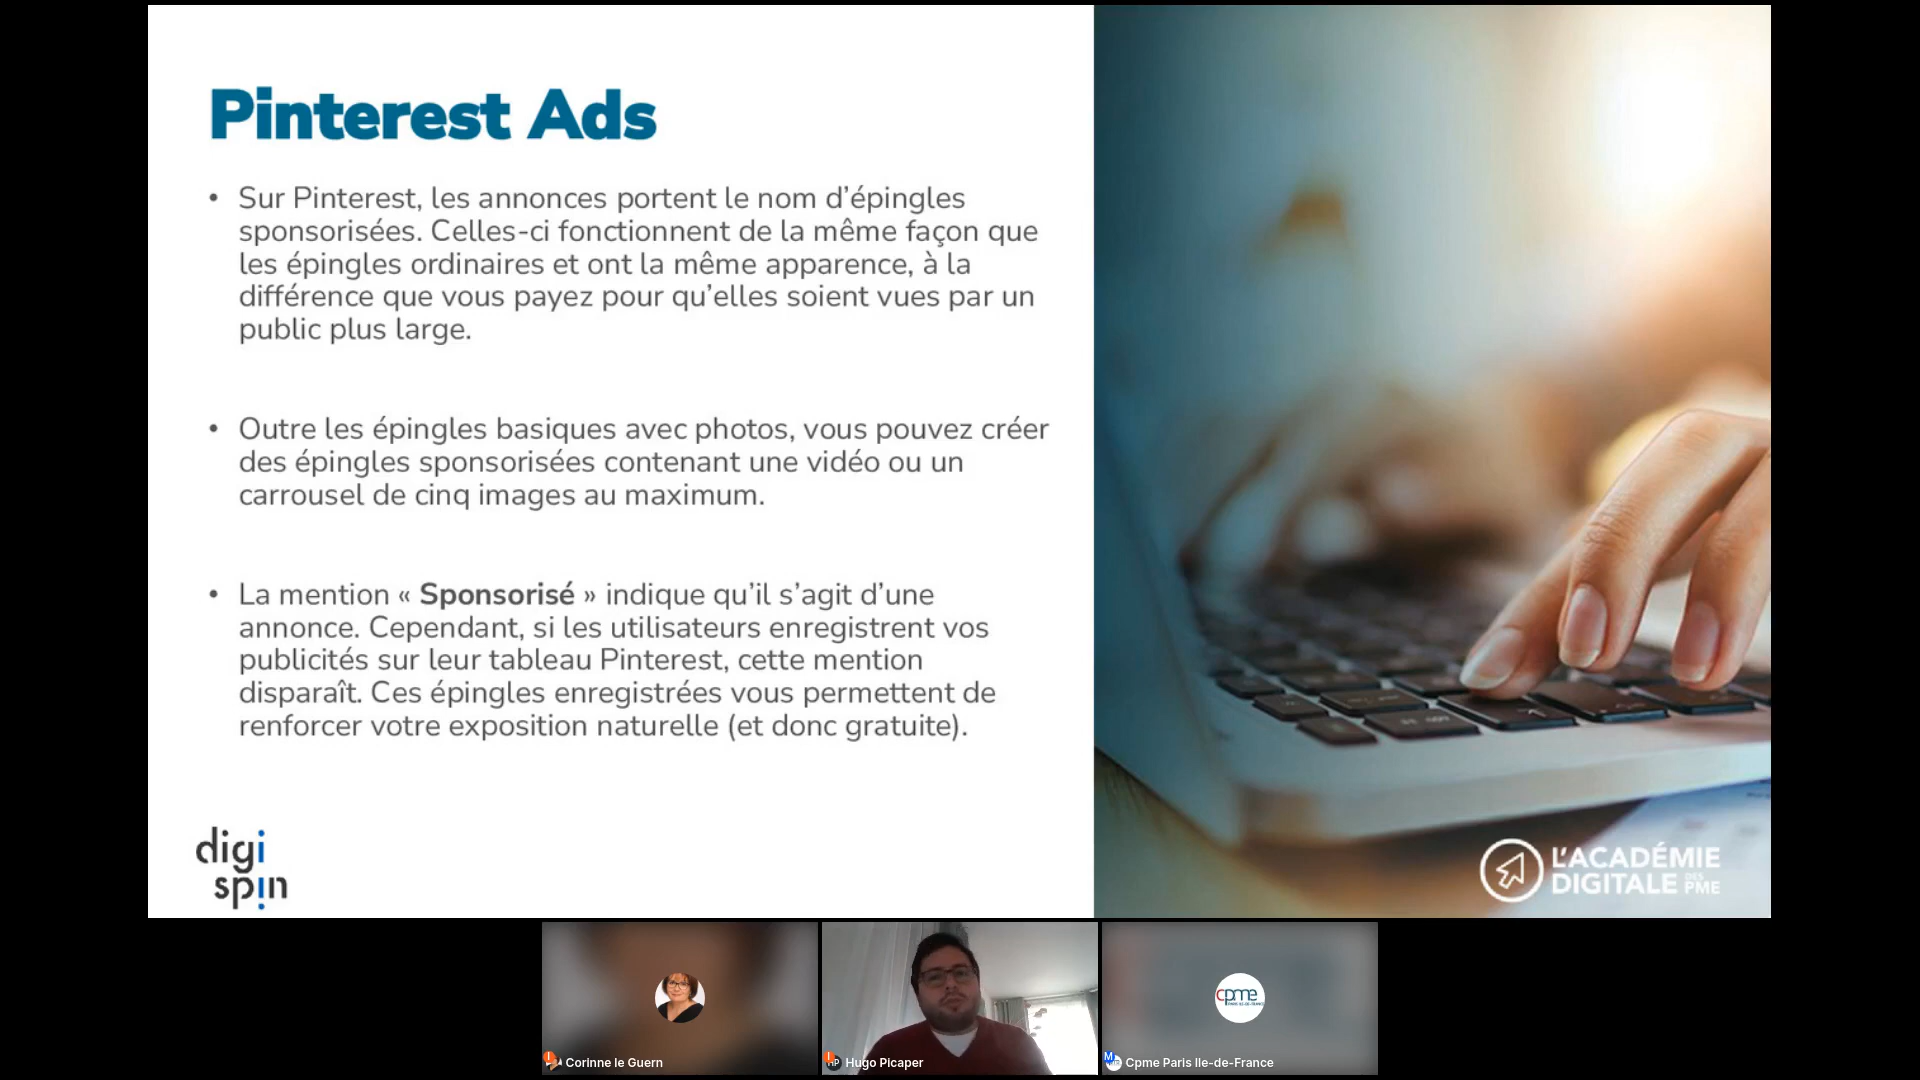 Pinterest Ads
• Sur Pinterest, les annonces portent le nom d’épingles
sponsorisées. Celles-ci fonctionnent de la même façon que
les épingles ordinaires et ont la même apparence, à la
différence que vous payez pour qu’elles soient vues par un
public plus large.
• Outre les épingles basiques avec photos, vous pouvez créer
des épingles sponsorisées contenant une vidéo ou un
carrousel de cinq images au maximum.
• La mention « Sponsorisé » indique qu’il s’agit d’une
annonce. Cependant, si les utilisateurs enregistrent vos
publicités sur leur tableau Pinterest, cette mention
disparaît. Ces épingles enregistrées vous permettent de
renforcer votre exposition naturelle (et donc gratuite).
digi
spin
L’ACADÉMIE
DIGITALE DES PME
cpme
PARIS ILE-DE-FRANCE
Corinne le Guern
HP Hugo Picaper
M Cpme Paris Ile-de-France